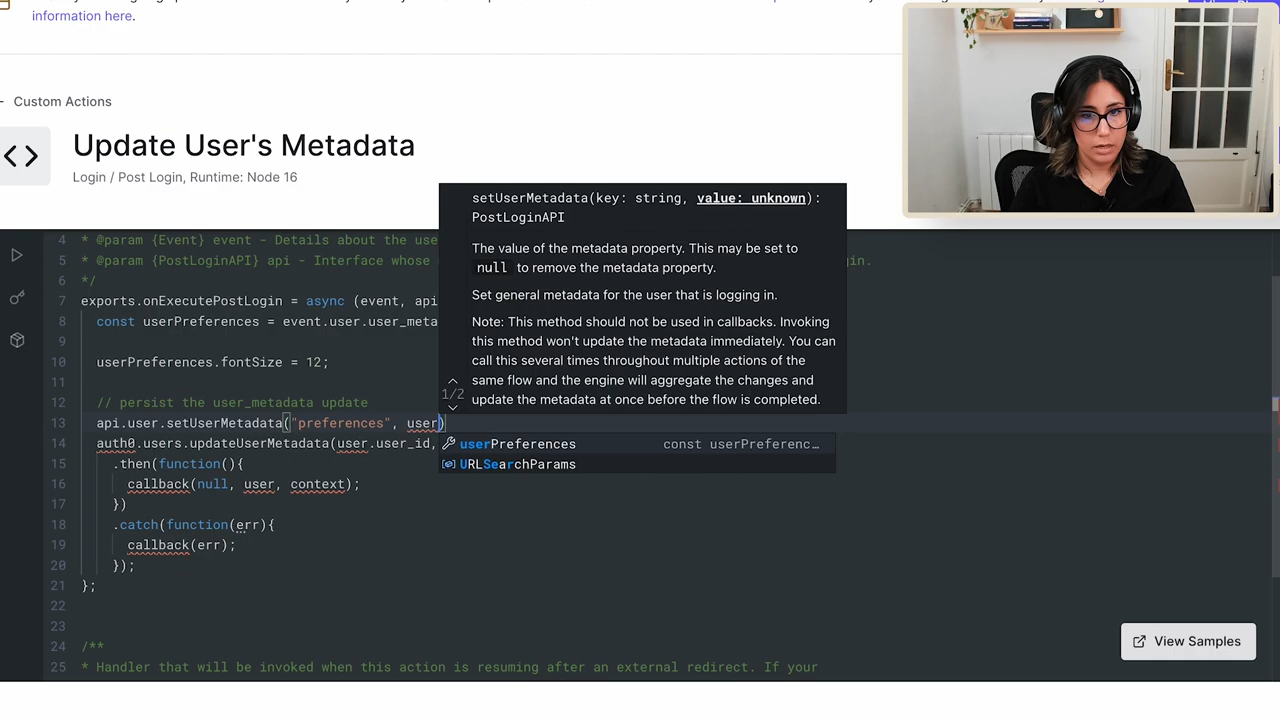 information here.
Custom Actions
Update User's Metadata
Login / Post Login, Runtime: Node 16
setUserMetadata(key: string, value: unknown):
PostLoginAPI
The value of the metadata property. This may be set to
null to remove the metadata property.
Set general metadata for the user that is logging in.
Note: This method should not be used in callbacks. Invoking
this method won't update the metadata immediately. You can
call this several times throughout multiple actions of the
same flow and the engine will aggregate the changes and
update the metadata at once before the flow is completed.
1/2
userPreferences const userPreferenc…
URLSearchParams
4 * @param {Event} event - Details about the use
5 * @param {PostLoginAPI} api - Interface whose in.
6 */
7 exports.onExecutePostLogin = async (event, api
8 const userPreferences = event.user.user_meta
9
10 userPreferences.fontSize = 12;
11
12 // persist the user_metadata update
13 api.user.setUserMetadata("preferences", user)
14 auth0.users.updateUserMetadata(user.user_id,
15 .then(function(){
16 callback(null, user, context);
17 })
18 .catch(function(err){
19 callback(err);
20 });
21 };
22
23
24 /**
25 * Handler that will be invoked when this action is resuming after an external redirect. If your
View Samples